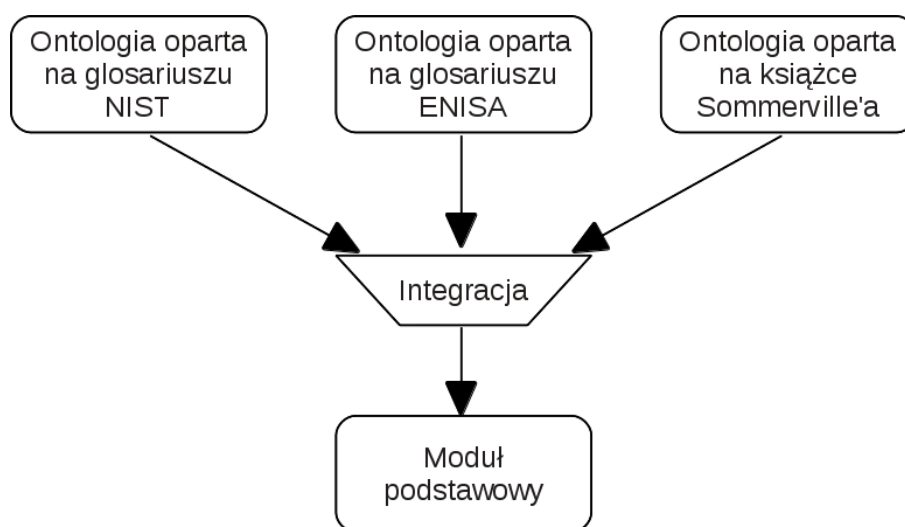 Ontologia oparta
na glosariuszu
NIST
Ontologia oparta
na glosariuszu
ENISA
Ontologia oparta
na książce
Sommerville'a
Integracja
Moduł
podstawowy